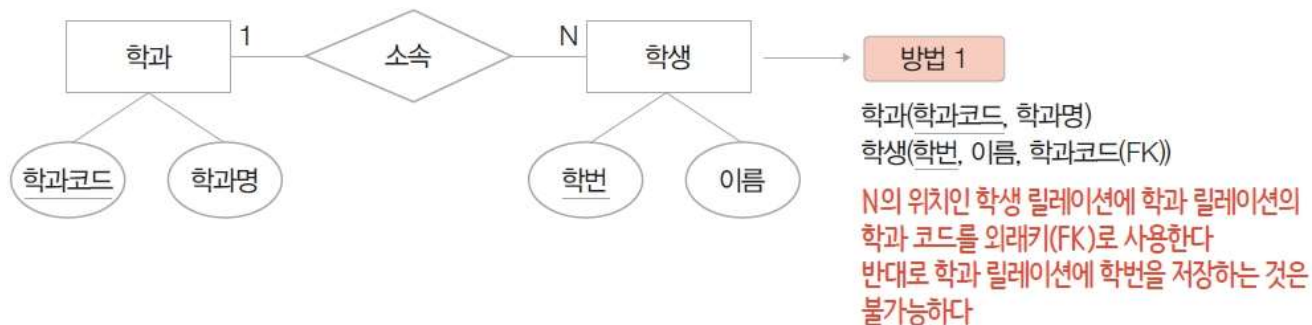 학과
1
소속
N
학생
방법 1
학과코드
학과명
학번
이름
학과(학과코드, 학과명)
학생(학번, 이름, 학과코드(FK))
N의 위치인 학생 릴레이션에 학과 릴레이션의
학과 코드를 외래키(FK)로 사용한다
반대로 학과 릴레이션에 학번을 저장하는 것은
불가능하다